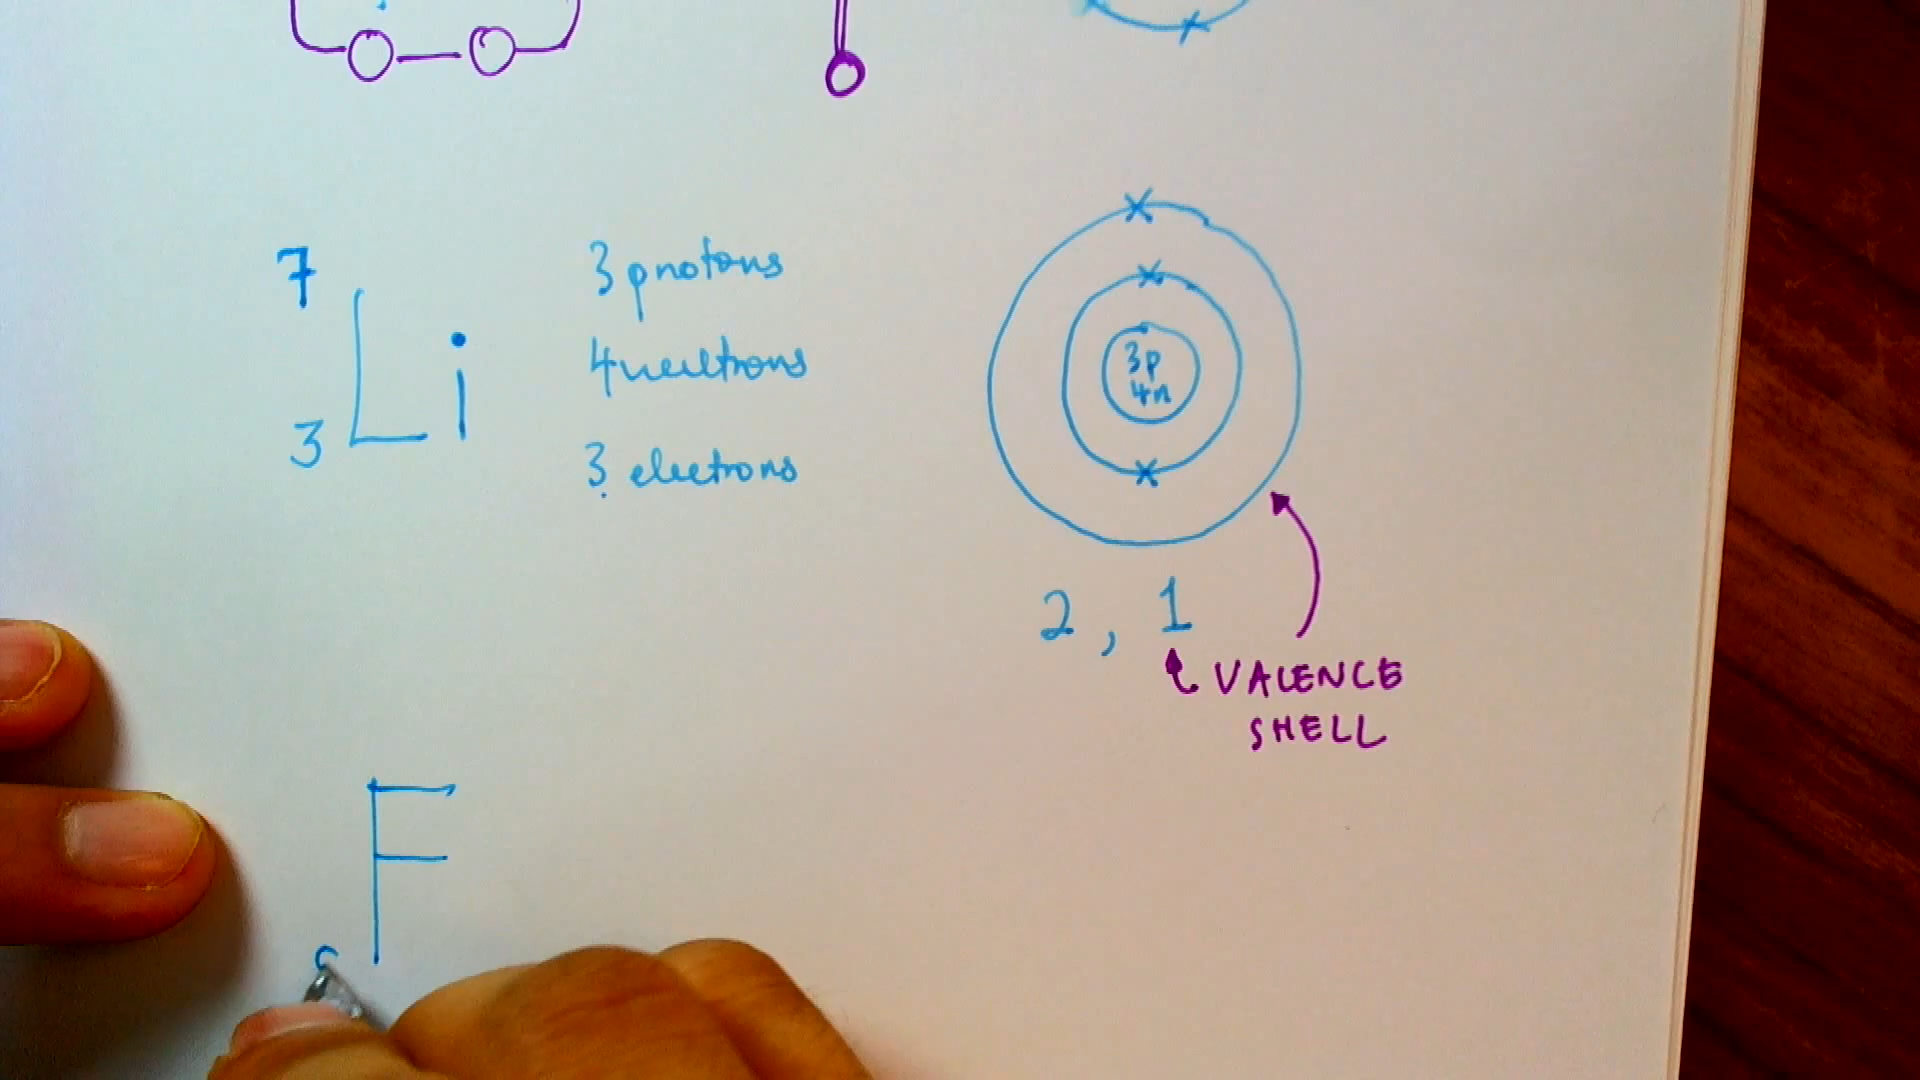 7
Li
3
3 protons
4 neutrons
3 electrons
3p
4n
2, 1
VALENCE
SHELL
F